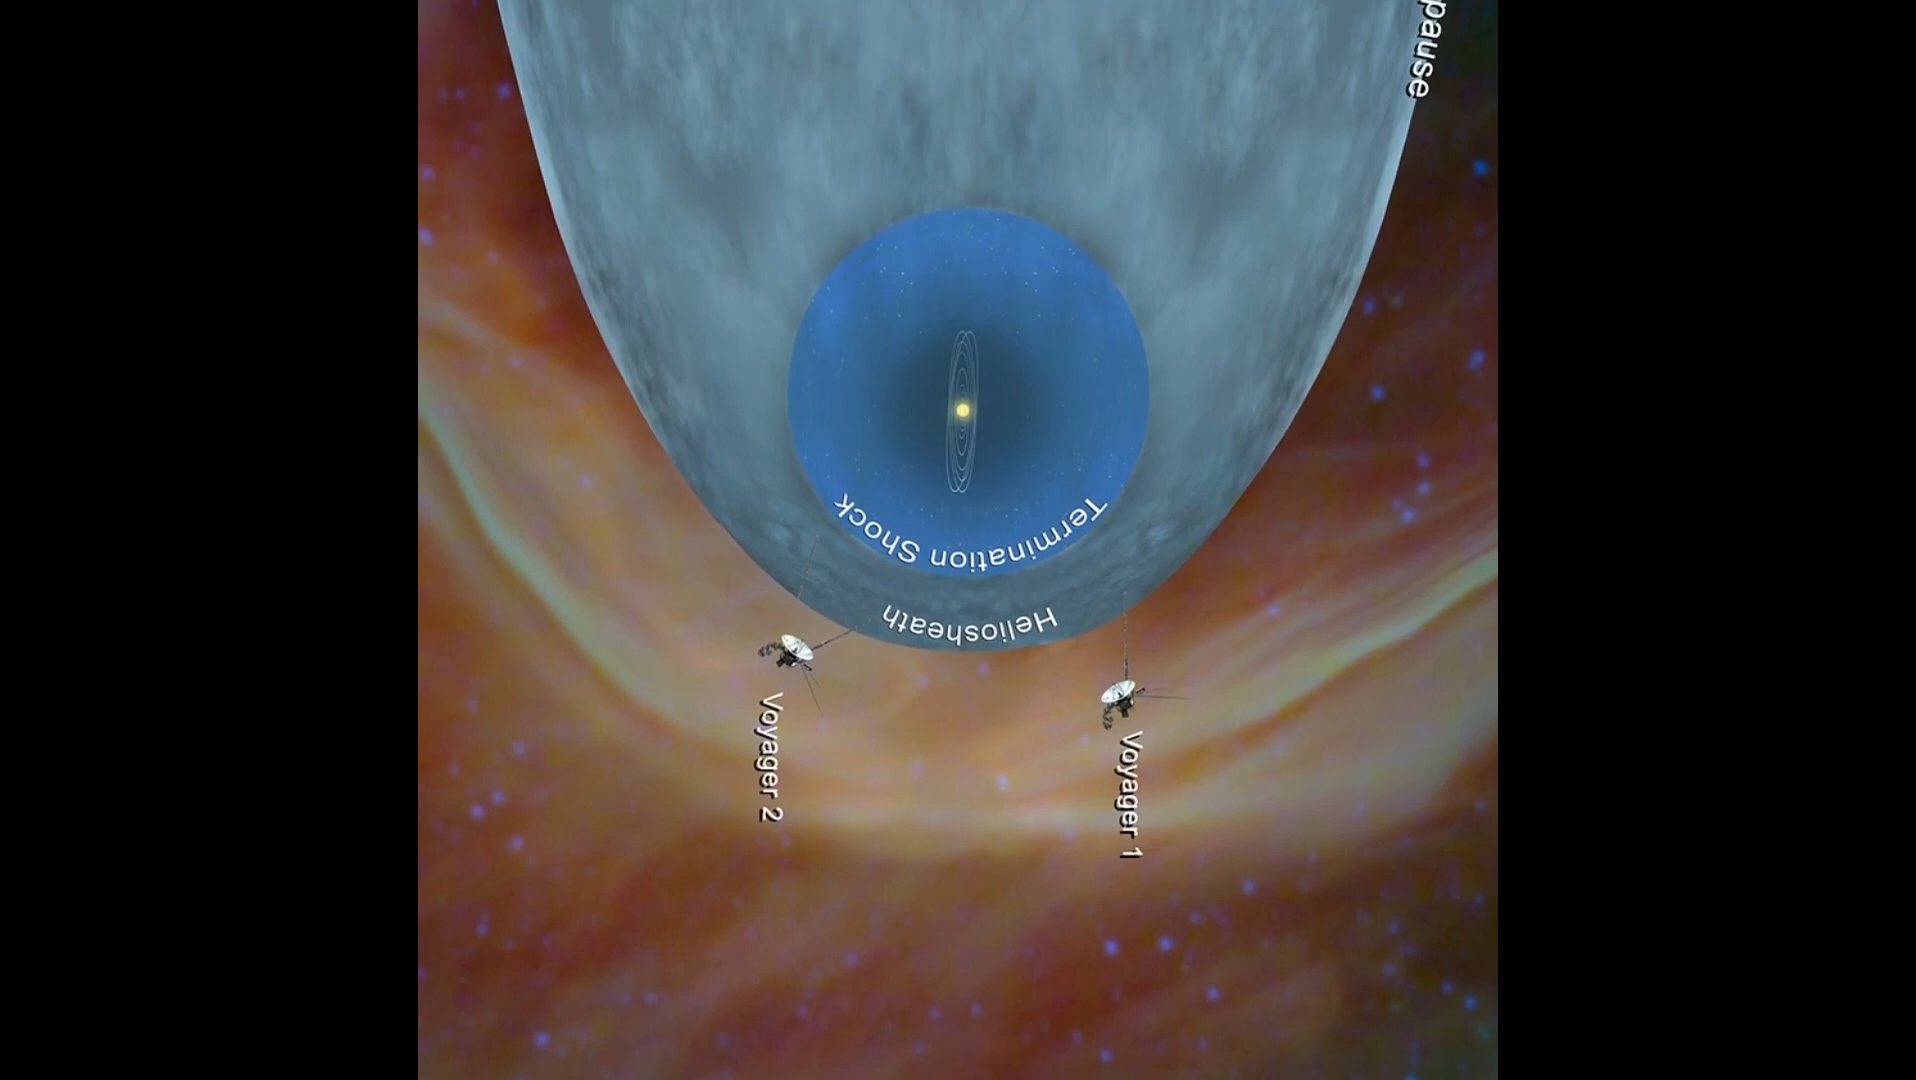 pause
Termination Shock
Heliosheath
Voyager 2
Voyager 1